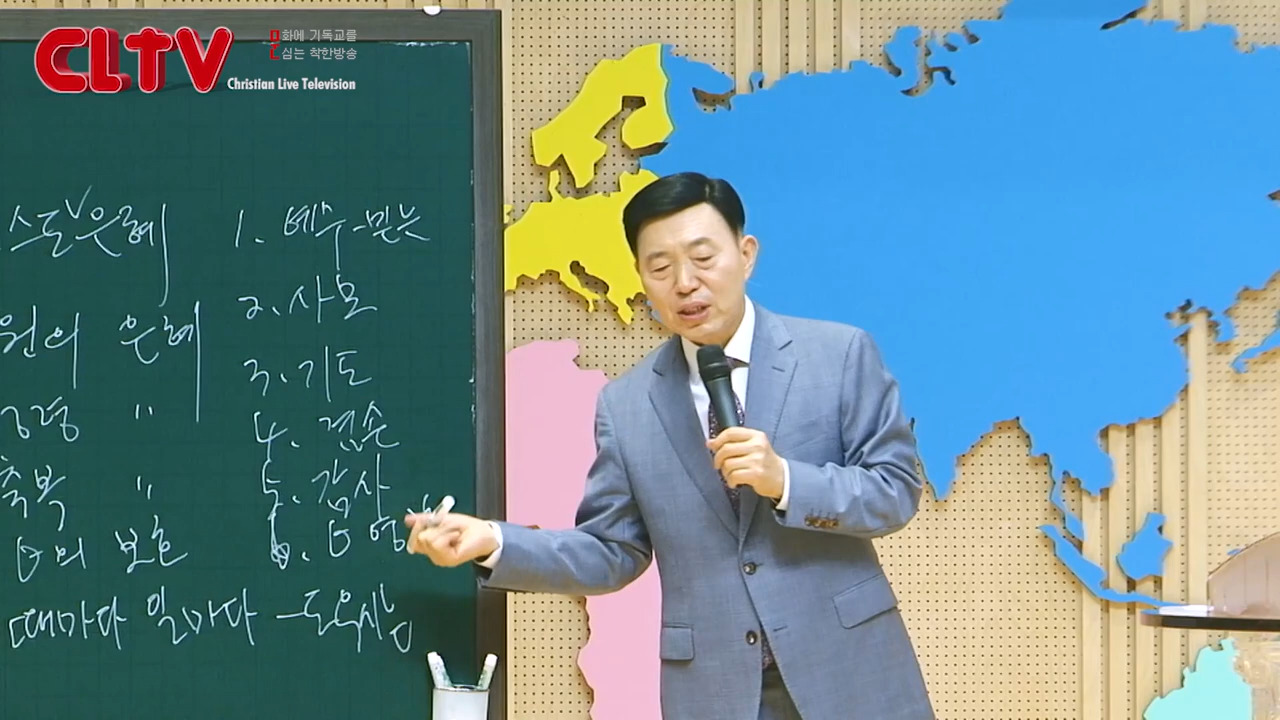 CLTV
문화에 기독교를
심는 착한방송
Christian Live Television
스도 은혜
원의 은혜
령 "
축복 "
의 보호
때마다 일마다 - 도우심
1. 예수-믿는
2. 사모
3. 기도
4. 겸손
5. 감사
6.